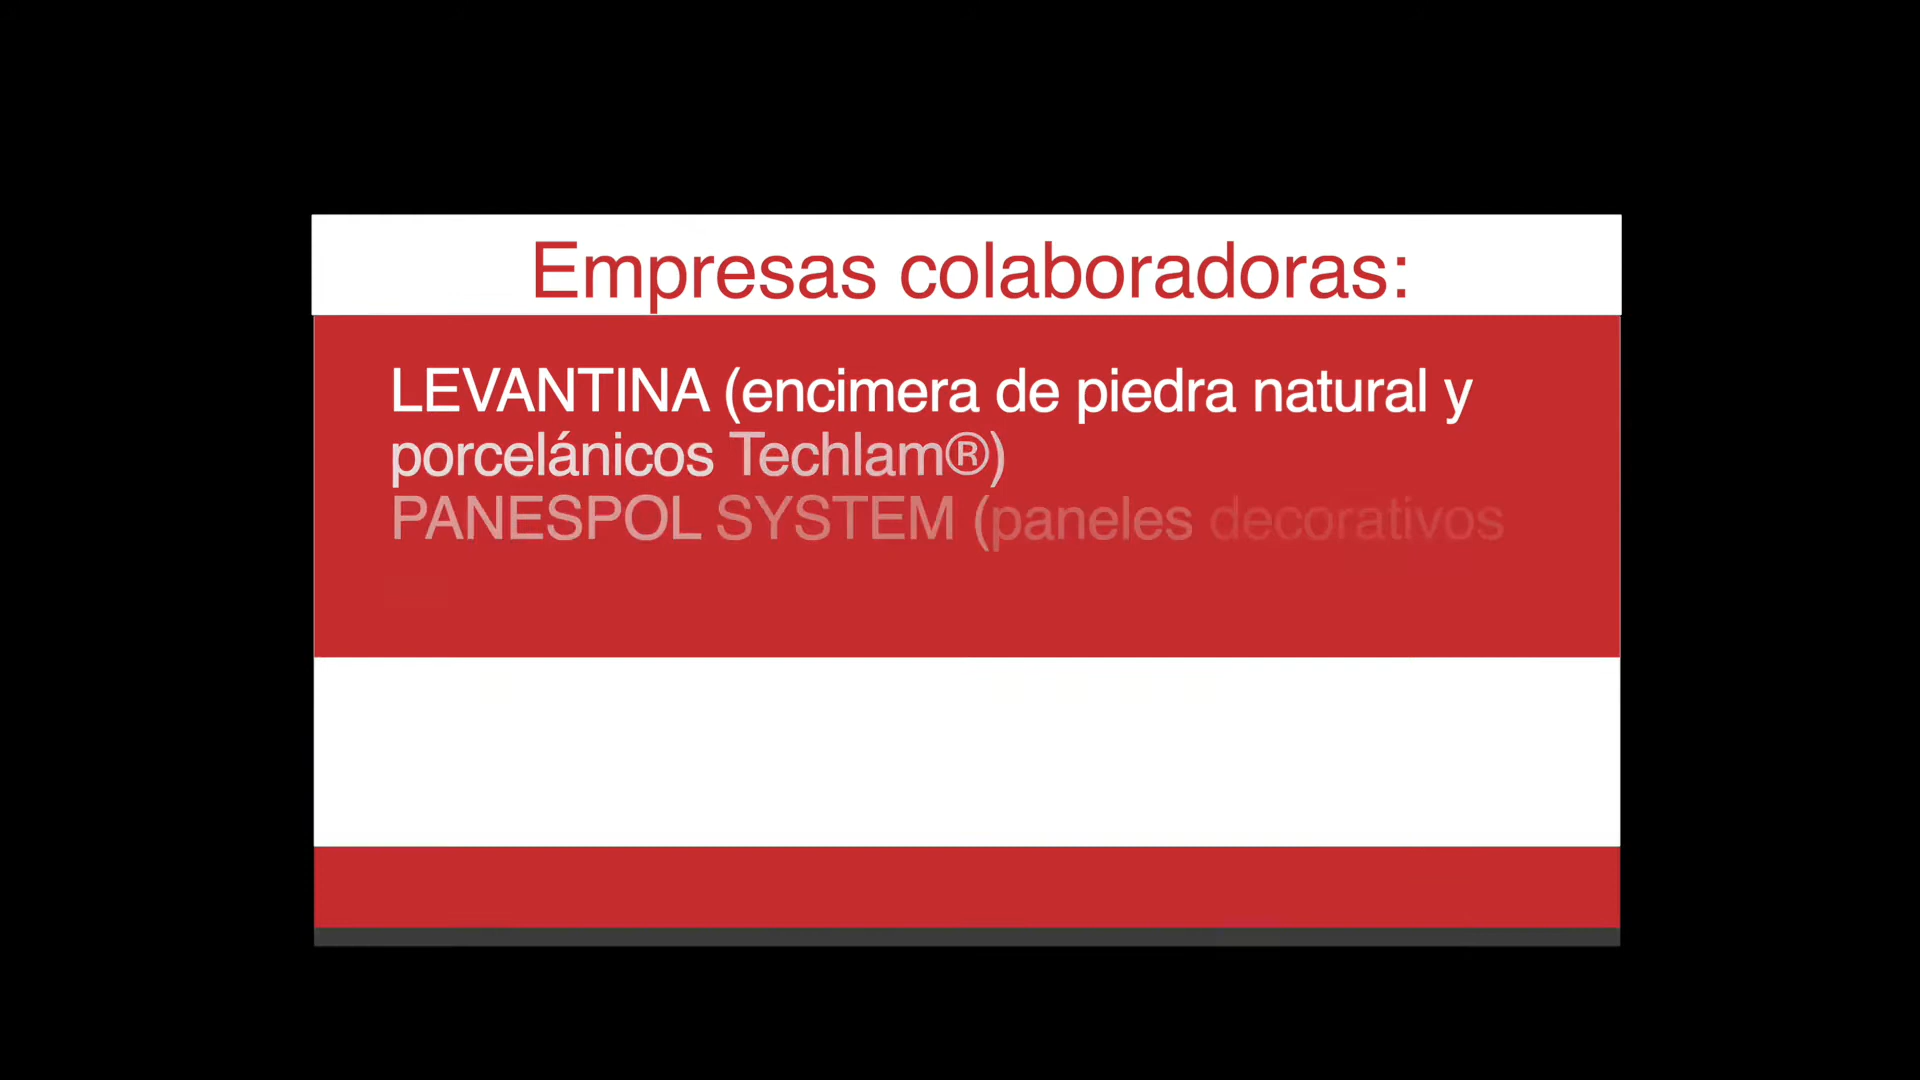 Empresas colaboradoras:
LEVANTINA (encimera de piedra natural y
porcelánicos Techlam®)
PANESPOL SYSTEM (paneles decorativos